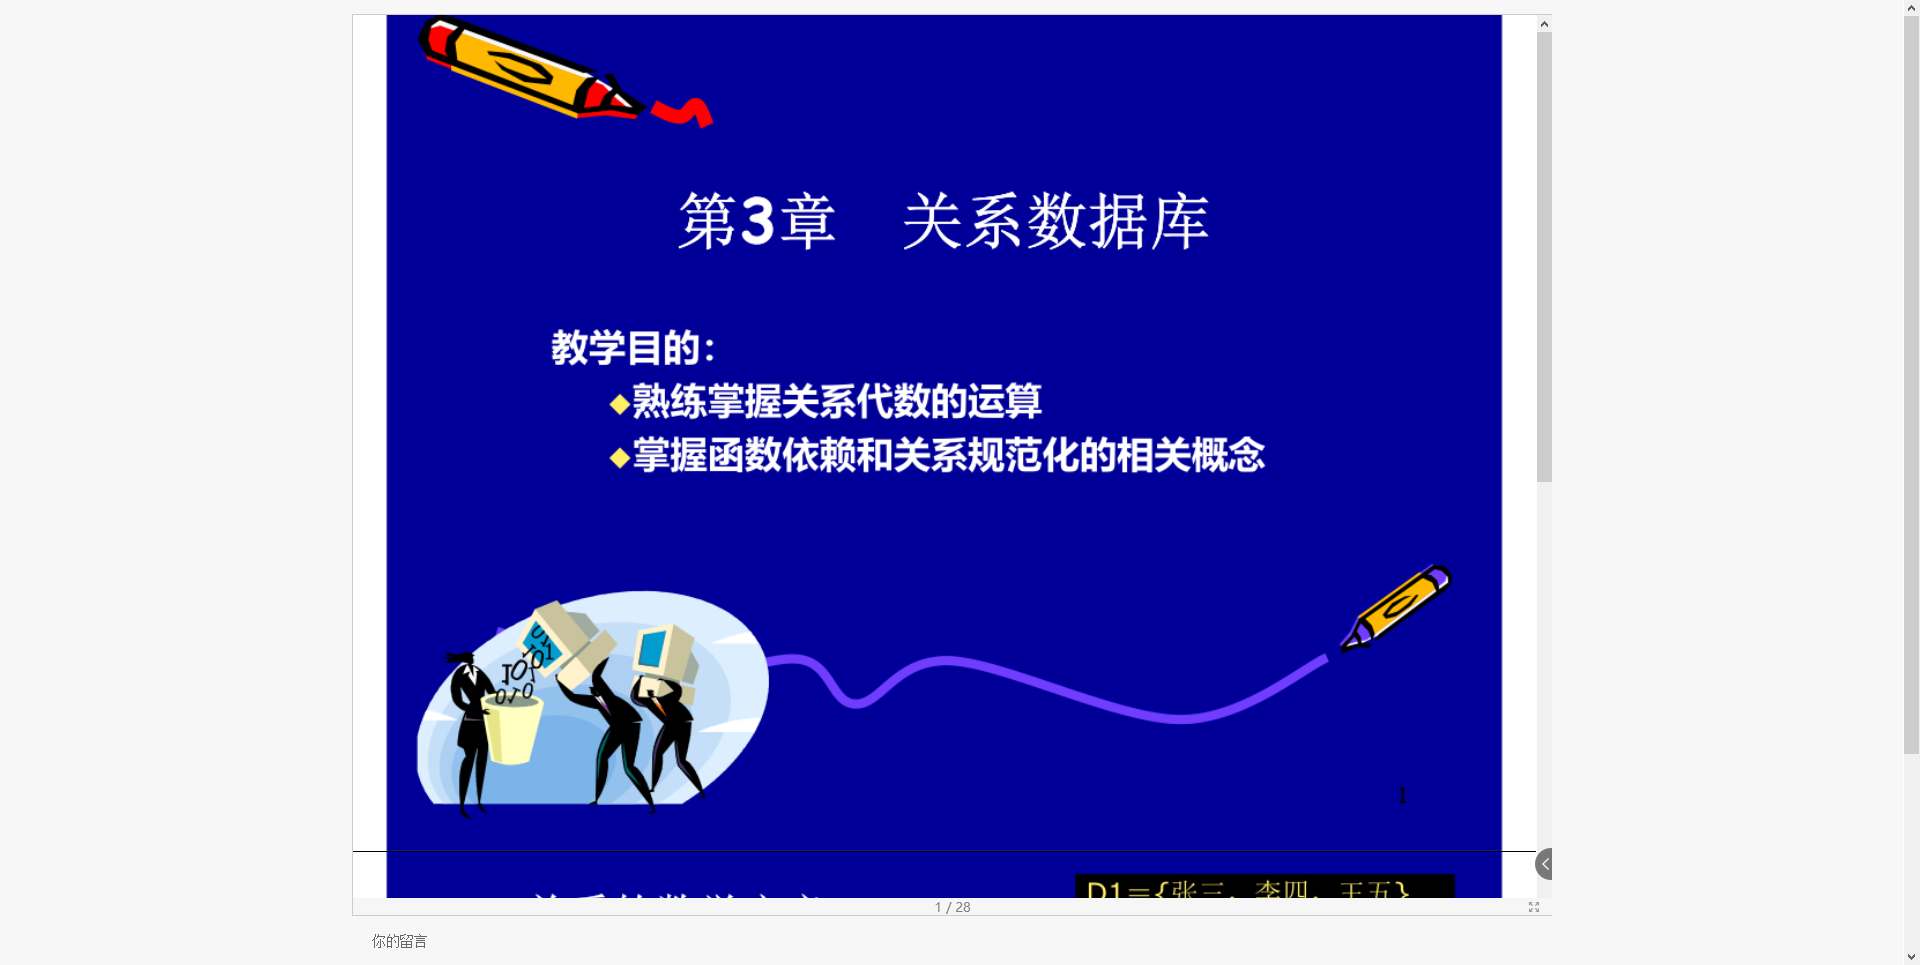 第3章 关系数据库
教学目的：
◆熟练掌握关系代数的运算
◆掌握函数依赖和关系规范化的相关概念
1
D1={张三、李四、王五}
1 / 28
你的留言